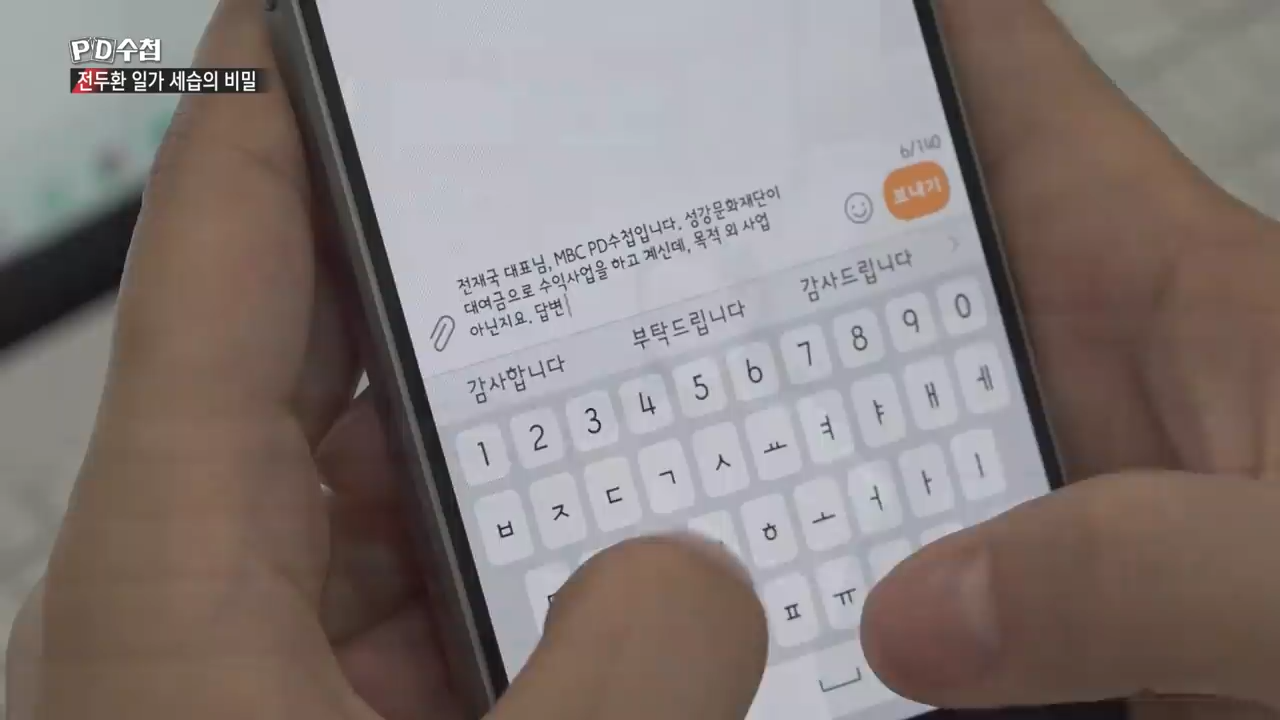 PD수첩
전두환 일가 세습의 비밀
6/140
보내기
전재국 대표님, MBC PD수첩입니다. 성강문화재단이
대여금으로 수익사업을 하고 계신데, 목적 외 사업
아닌지요. 답변
감사합니다 부탁드립니다 감사드립니다
1 2 3 4 5 6 7 8 9 0
ㅂ ㅈ ㄷ ㄱ ㅅ ㅛ ㅕ ㅑ ㅐ ㅔ
ㅎ ㅗ ㅓ ㅏ ㅣ
ㅍ ㅠ